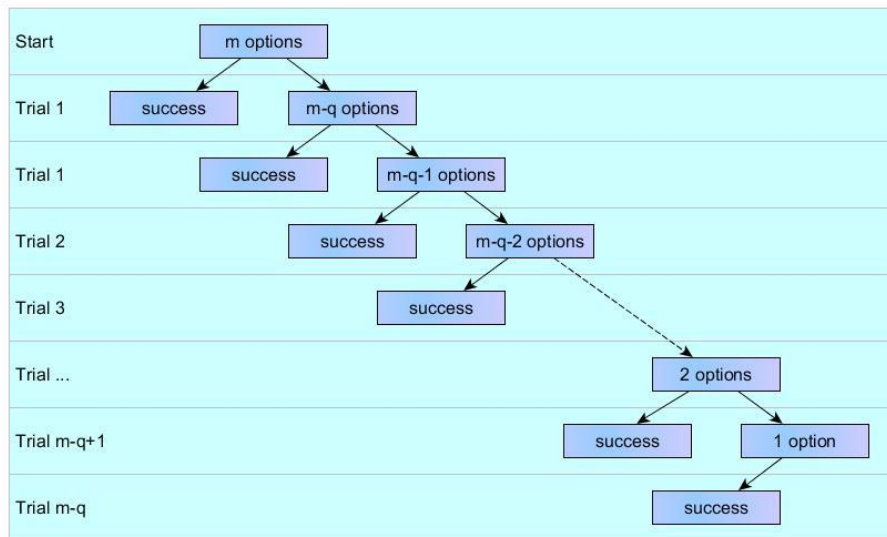 Start
m options
Trial 1
success
m-q options
Trial 1
success
m-q-1 options
Trial 2
success
m-q-2 options
Trial 3
success
Trial ...
2 options
Trial m-q+1
success
1 option
Trial m-q
success